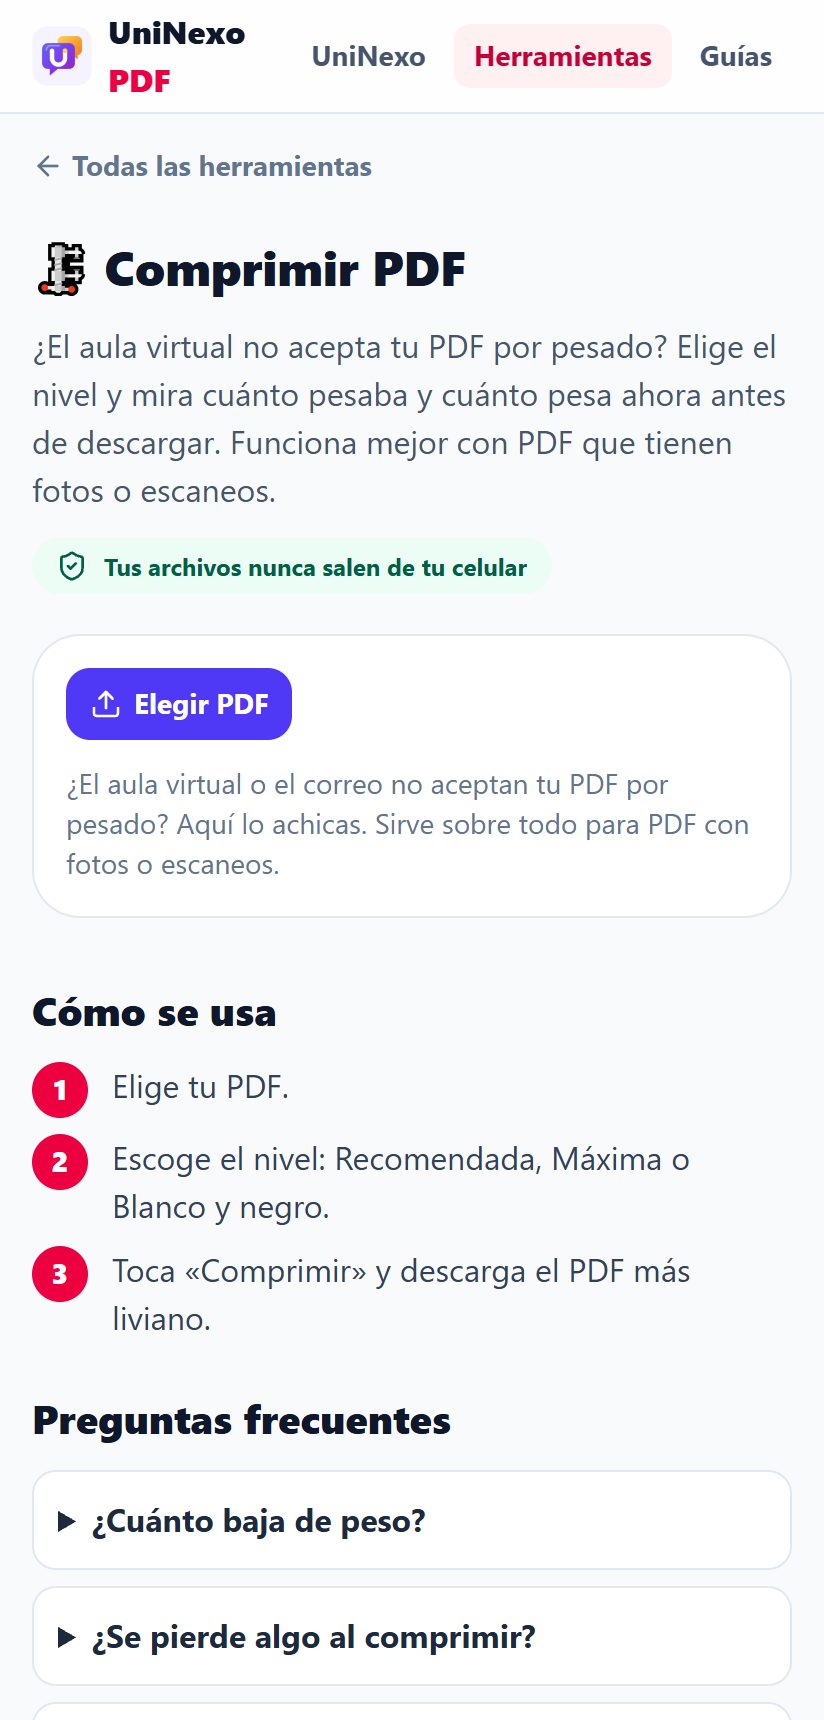 UniNexo
PDF
UniNexo
Herramientas
Guías
Todas las herramientas
Comprimir PDF
¿El aula virtual no acepta tu PDF por pesado? Elige el
nivel y mira cuánto pesaba y cuánto pesa ahora antes
de descargar. Funciona mejor con PDF que tienen
fotos o escaneos.
Tus archivos nunca salen de tu celular
Elegir PDF
¿El aula virtual o el correo no aceptan tu PDF por
pesado? Aquí lo achicas. Sirve sobre todo para PDF con
fotos o escaneos.
Cómo se usa
1 Elige tu PDF.
2 Escoge el nivel: Recomendada, Máxima o
Blanco y negro.
3 Toca «Comprimir» y descarga el PDF más
liviano.
Preguntas frecuentes
¿Cuánto baja de peso?
¿Se pierde algo al comprimir?